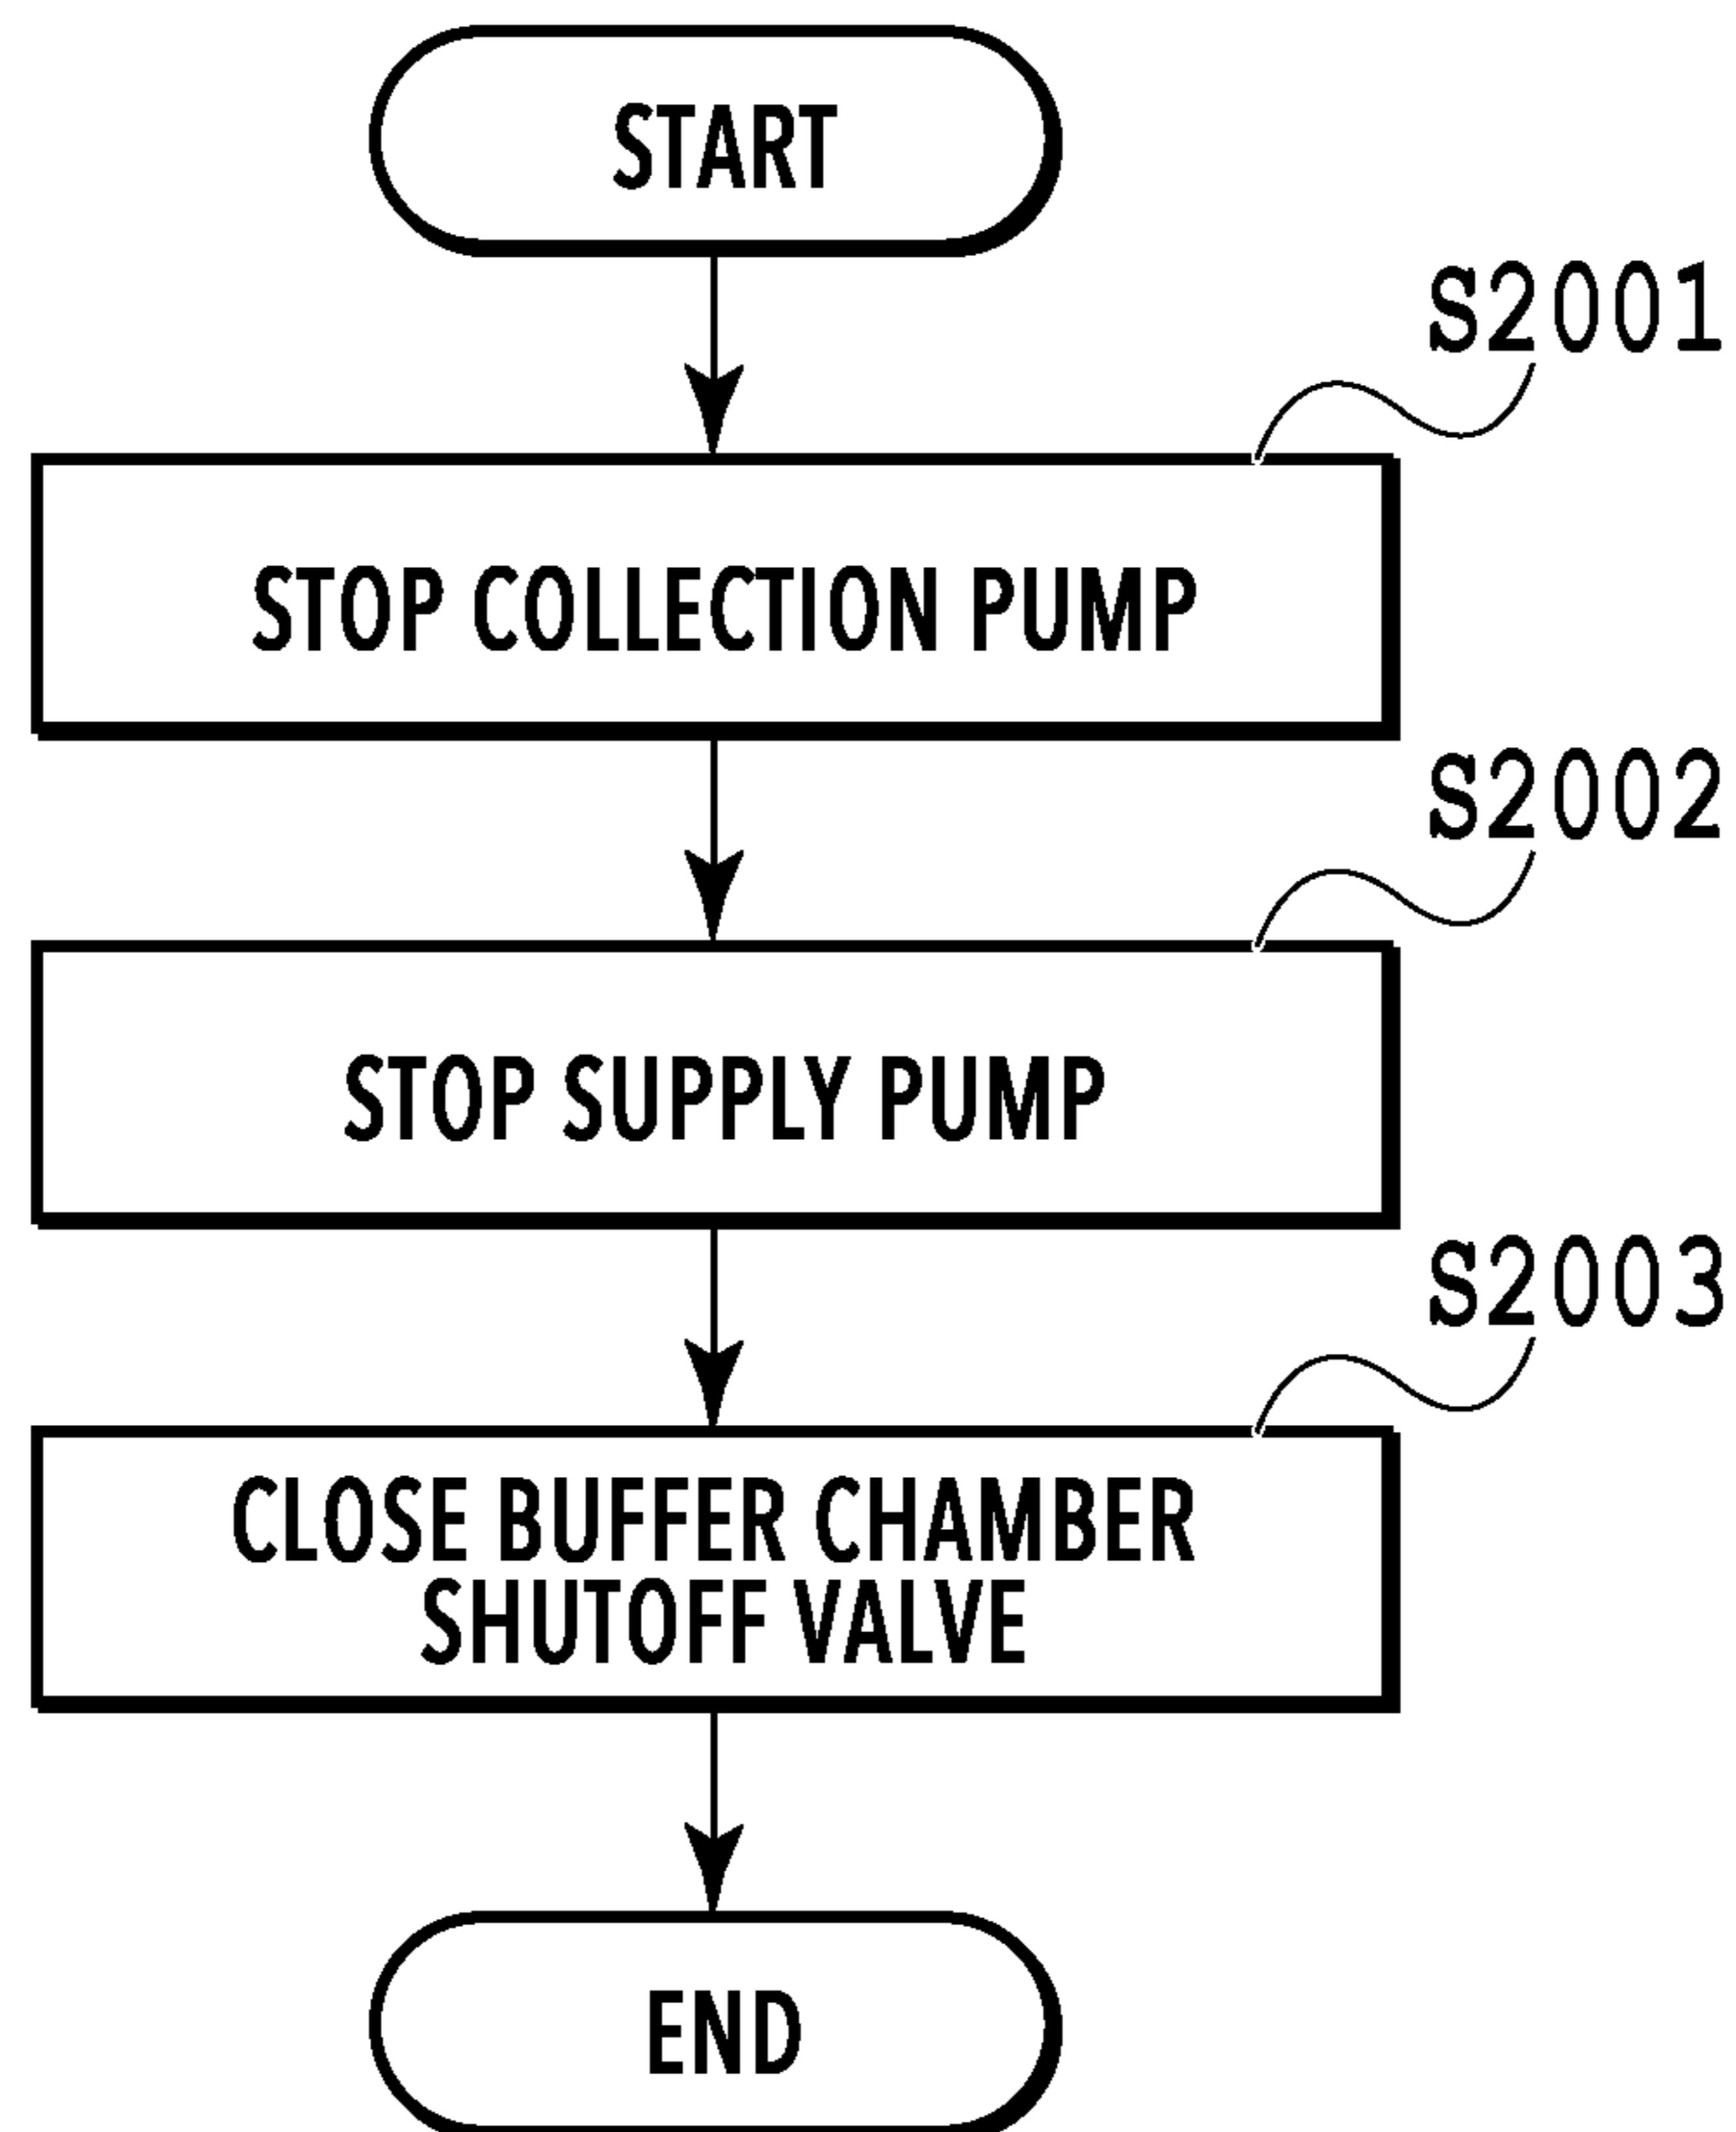 START
S2001
STOP COLLECTION PUMP
S2002
STOP SUPPLY PUMP
S2003
CLOSE BUFFER CHAMBER
SHUTOFF VALVE
END